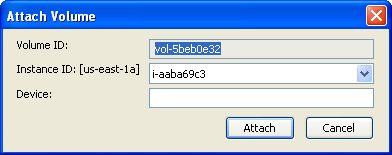 Attach Volume
Volume ID: vol-5beb0e32
Instance ID: [us-east-1a] i-aaba69c3
Device:
Attach Cancel